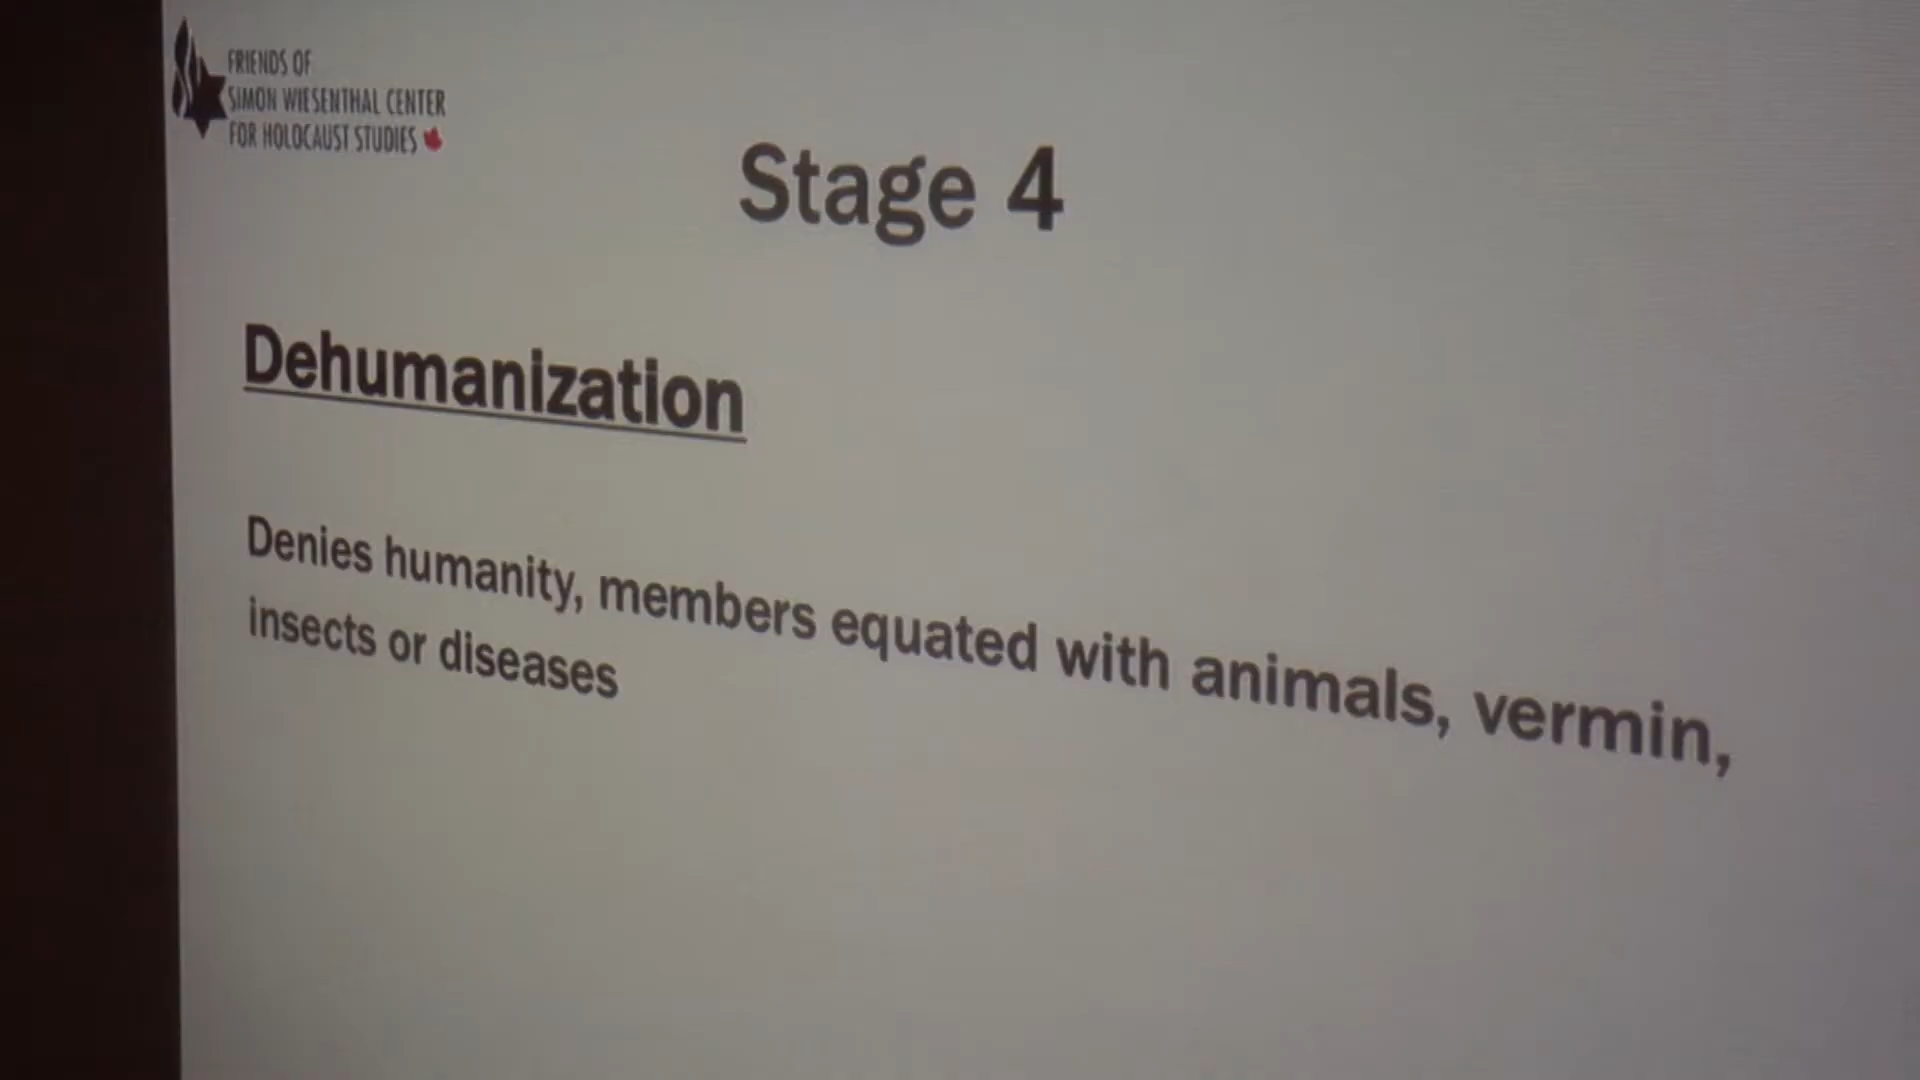 FRIENDS OF
SIMON WIESENTHAL CENTER
FOR HOLOCAUST STUDIES
Stage 4
Dehumanization
Denies humanity, members equated with animals, vermin,
insects or diseases